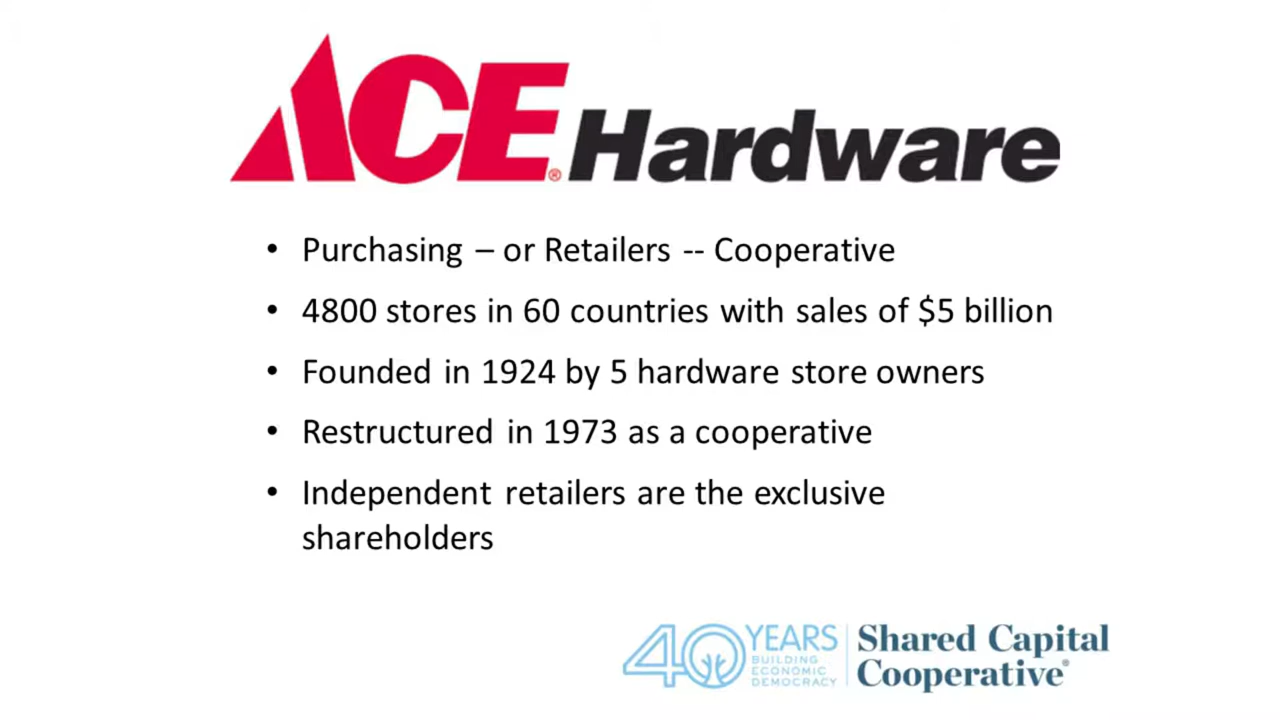 ACE® Hardware
• Purchasing – or Retailers -- Cooperative
• 4800 stores in 60 countries with sales of $5 billion
• Founded in 1924 by 5 hardware store owners
• Restructured in 1973 as a cooperative
• Independent retailers are the exclusive
shareholders
40 YEARS
BUILDING
ECONOMIC
DEMOCRACY
Shared Capital
Cooperative®